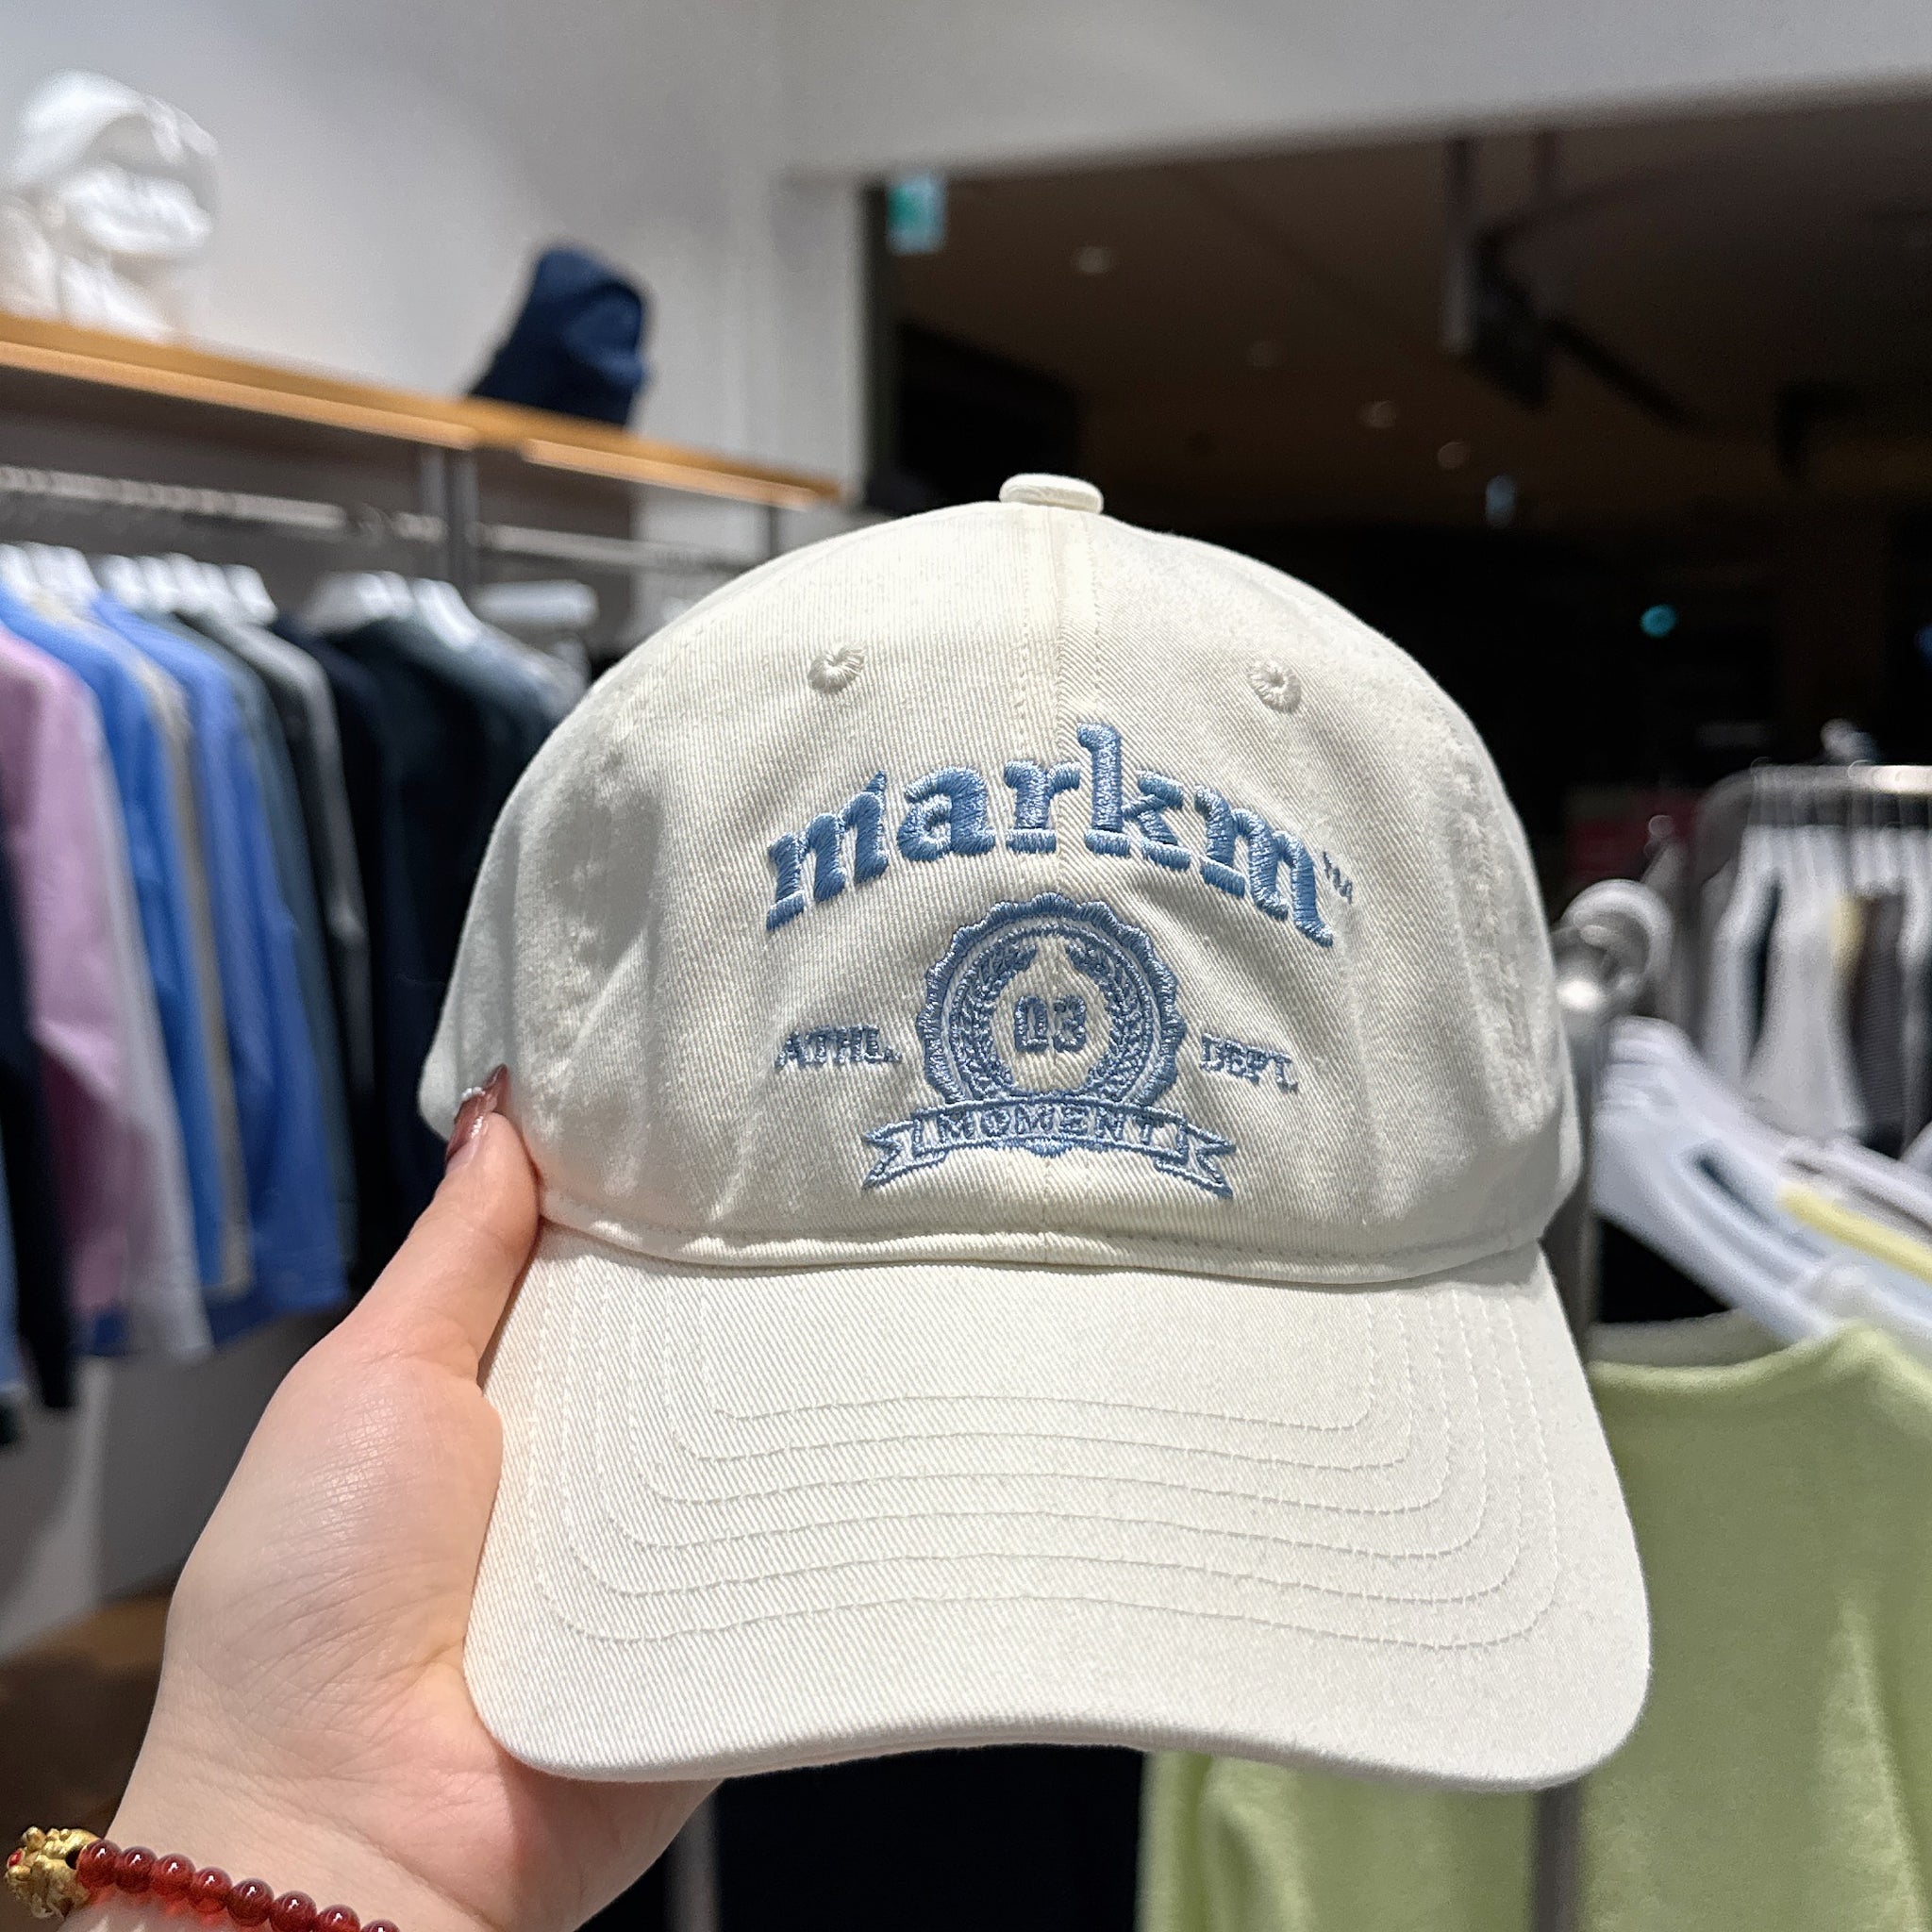 markm™
ATHL. 03 DEPT.
MOMENT